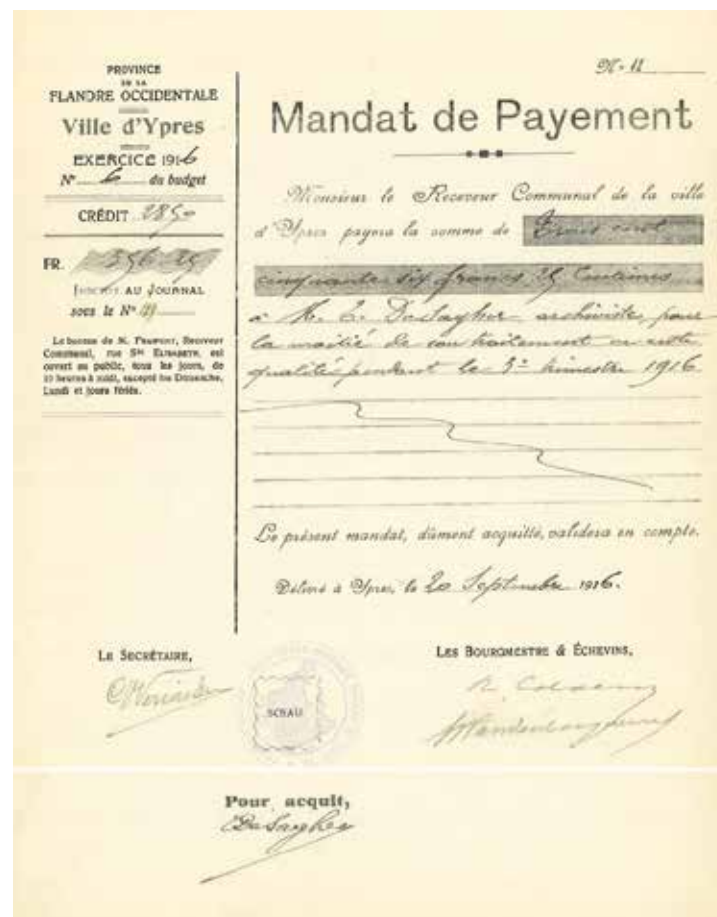 PROVINCE
DE LA
FLANDRE OCCIDENTALE
Ville d'Ypres
EXERCICE 1916
N° 6 du budget
CRÉDIT 2850
FR. 356 25
INSCRIT AU JOURNAL
sous le N°
Le bureau de M. Receveur
Communal, rue Ste ELISABETH, est
ouvert au public, tous les jours, de
10 heures à midi, excepté les Dimanche,
Lundi et jours fériés.
N. 11
Mandat de Payement
Monsieur le Receveur Communal de la ville
d'Ypres payera la somme de Trois cent
cinquante six francs 25 Centimes
à M. E. DeSagher archiviste, pour
la moitié de son traitement en cette
qualité pendant le 3e trimestre 1916
Le présent mandat, dûment acquitté, validera en compte.
Délivré à Ypres, le 20 Septembre 1916.
LE SECRÉTAIRE,
SCEAU
LES BOURGMESTRE & ÉCHEVINS,
Pour acquit,
DeSagher